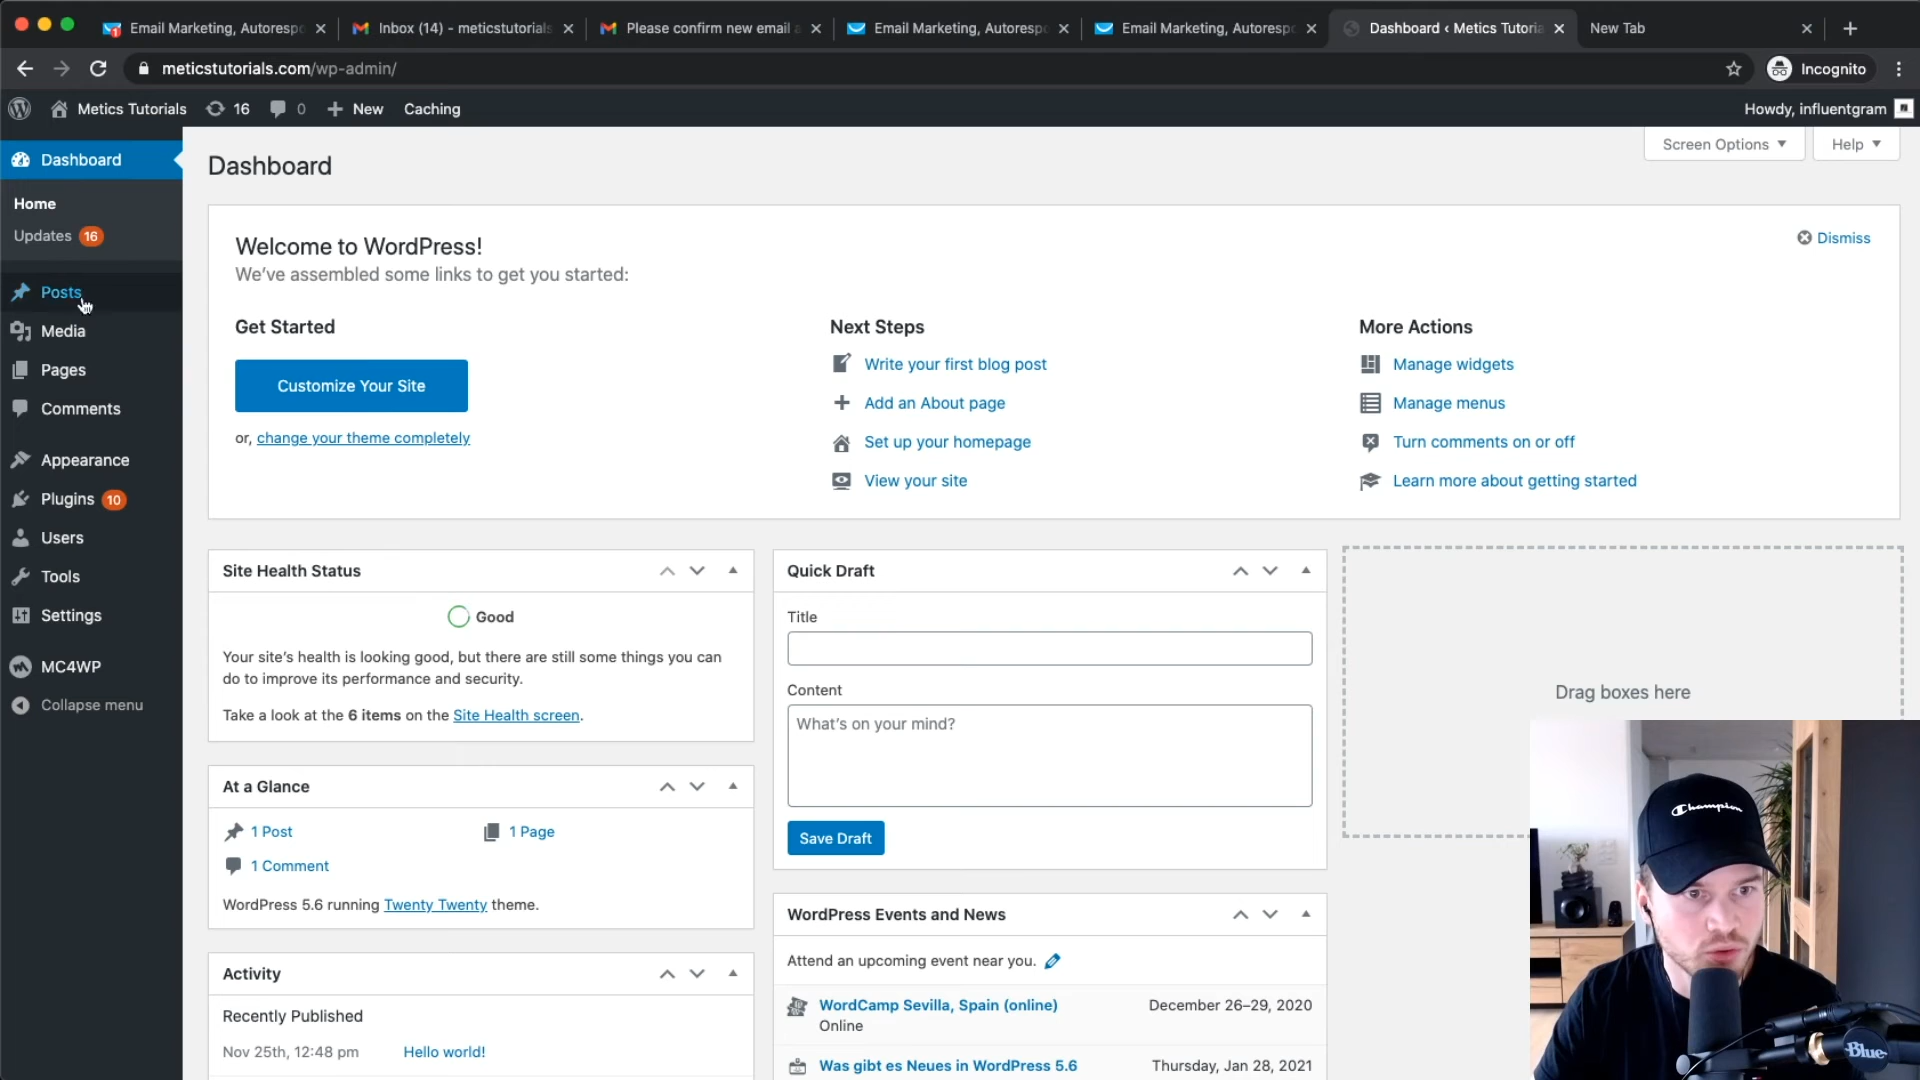 Email Marketing, Autorespo
Inbox (14) - meticstutorials
Please confirm new email a
Email Marketing, Autorespo
Email Marketing, Autorespo
Dashboard ‹ Metics Tutoria
New Tab
meticstutorials.com/wp-admin/
Incognito
Metics Tutorials
16
0
New
Caching
Howdy, influentgram
Dashboard
Home
Updates 16
Posts
Media
Pages
Comments
Appearance
Plugins 10
Users
Tools
Settings
MC4WP
Collapse menu
Screen Options
Help
Dashboard
Welcome to WordPress!
We've assembled some links to get you started:
Dismiss
Get Started
Customize Your Site
or, change your theme completely
Next Steps
Write your first blog post
Add an About page
Set up your homepage
View your site
More Actions
Manage widgets
Manage menus
Turn comments on or off
Learn more about getting started
Site Health Status
Good
Your site's health is looking good, but there are still some things you can
do to improve its performance and security.
Take a look at the 6 items on the Site Health screen.
At a Glance
1 Post
1 Page
1 Comment
WordPress 5.6 running Twenty Twenty theme.
Activity
Recently Published
Nov 25th, 12:48 pm
Hello world!
Quick Draft
Title
Content
What's on your mind?
Save Draft
WordPress Events and News
Attend an upcoming event near you.
WordCamp Sevilla, Spain (online)
December 26–29, 2020
Online
Was gibt es Neues in WordPress 5.6
Thursday, Jan 28, 2021
Drag boxes here
Champion
Blue